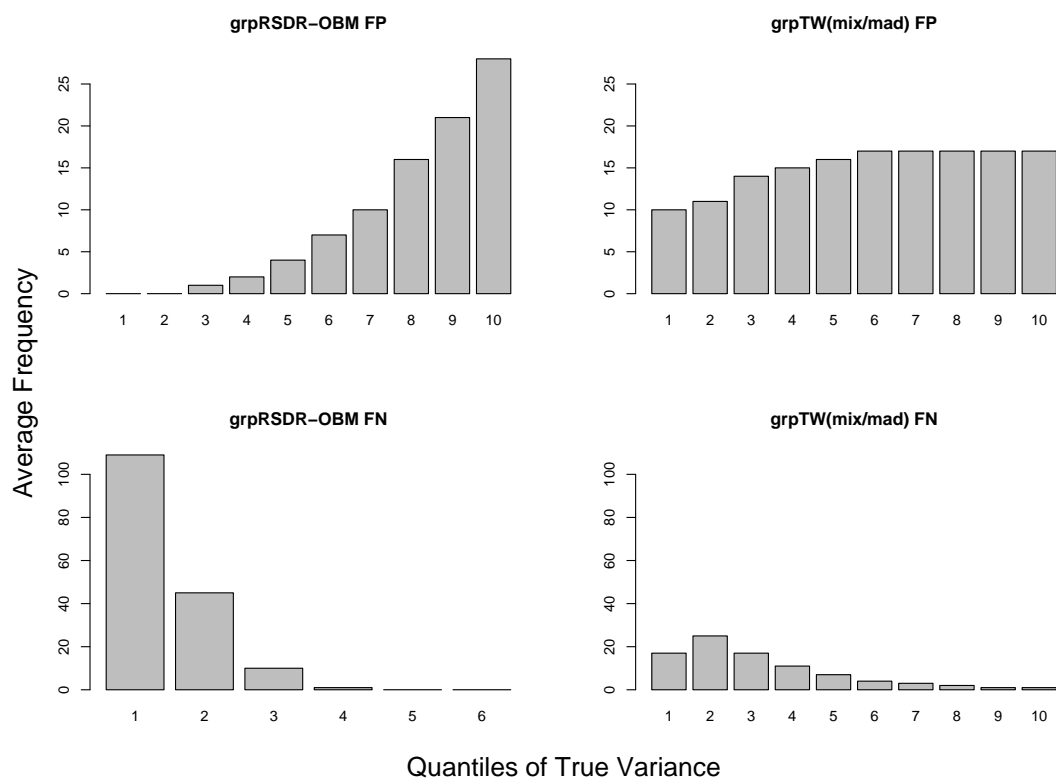 grpRSDR−OBM FP
0 5 10 15 20 25
1 2 3 4 5 6 7 8 9 10
grpTW(mix/mad) FP
0 5 10 15 20 25
1 2 3 4 5 6 7 8 9 10
Average Frequency
grpRSDR−OBM FN
0 20 40 60 80 100
1 2 3 4 5 6
grpTW(mix/mad) FN
0 20 40 60 80 100
1 2 3 4 5 6 7 8 9 10
Quantiles of True Variance